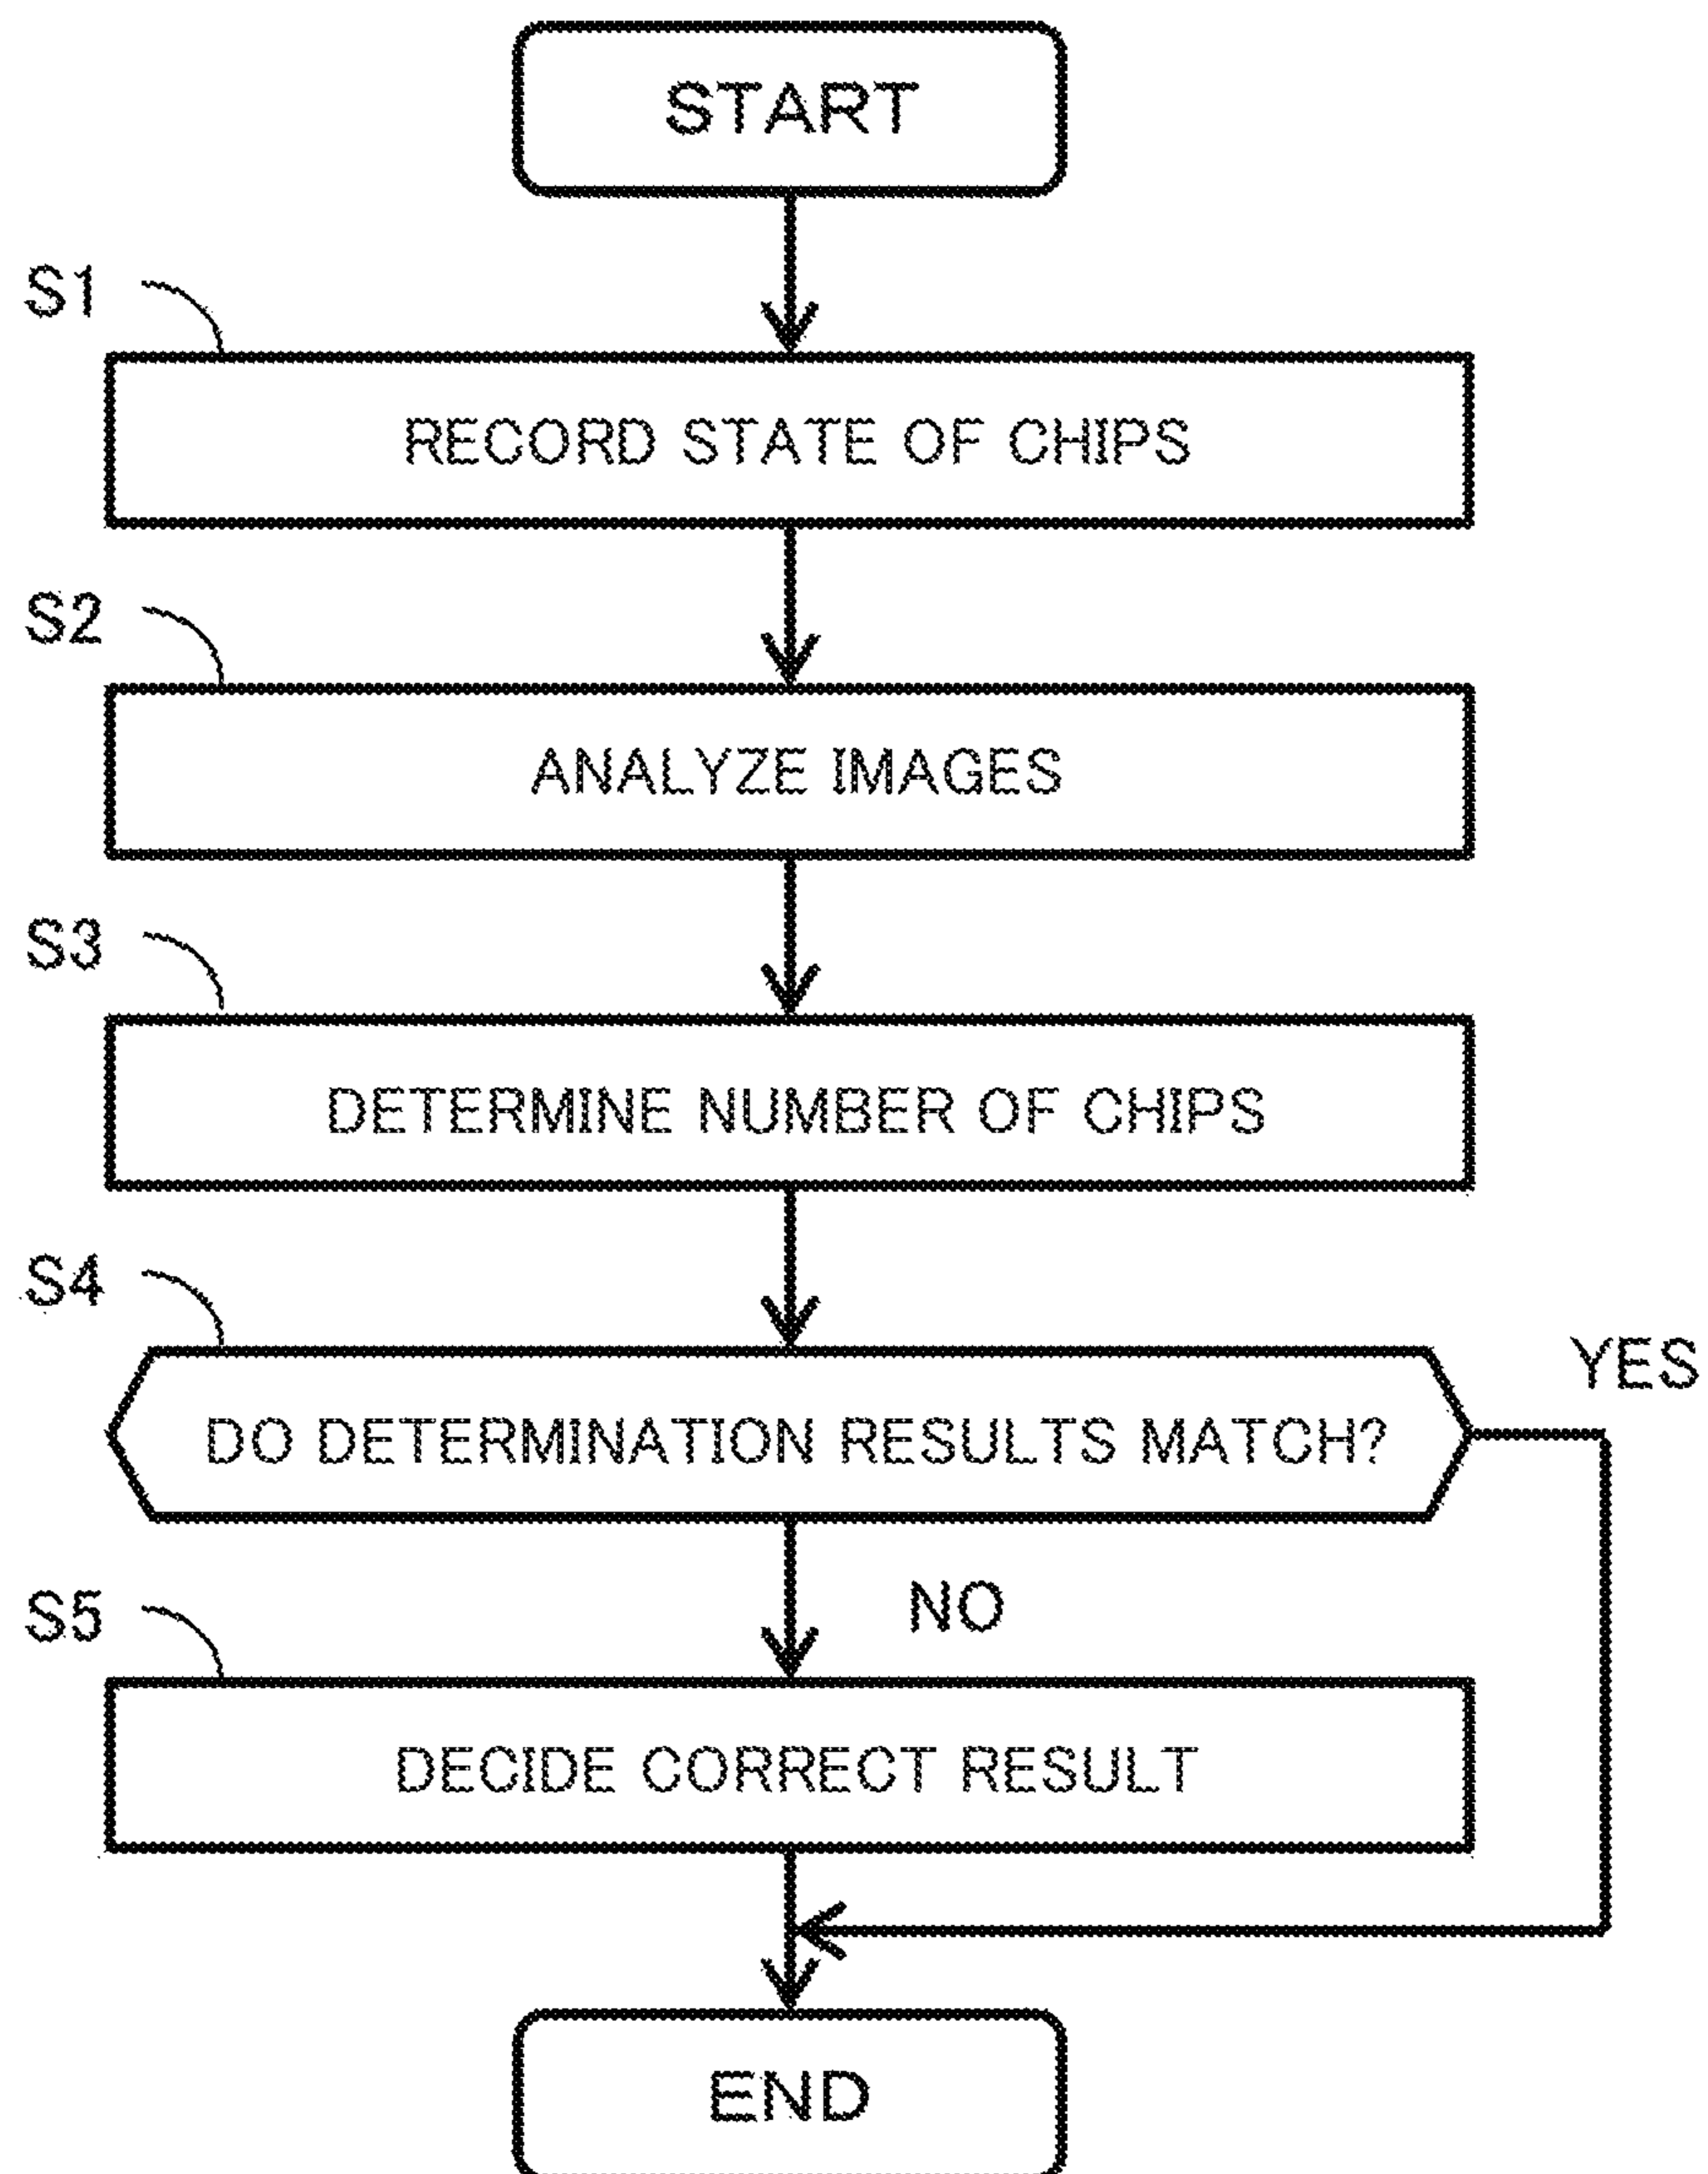 START
S1
RECORD STATE OF CHIPS
S2
ANALYZE IMAGES
S3
DETERMINE NUMBER OF CHIPS
S4
YES
DO DETERMINATION RESULTS MATCH?
NO
S5
DECIDE CORRECT RESULT
END